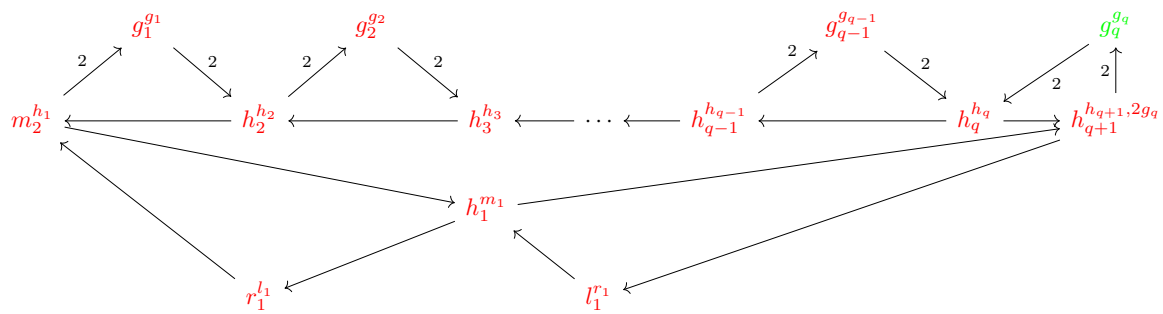 $g_1^{g_1}$ $g_2^{g_2}$ $g_{q-1}^{g_{q-1}}$ $g_q^{g_q}$
2 2 2 2 2 2 2 2
$m_2^{h_1}$ $h_2^{h_2}$ $h_3^{h_3}$ $\cdots$ $h_{q-1}^{h_{q-1}}$ $h_q^{h_q}$ $h_{q+1}^{h_{q+1},2g_q}$
$h_1^{m_1}$
$r_1^{l_1}$ $l_1^{r_1}$